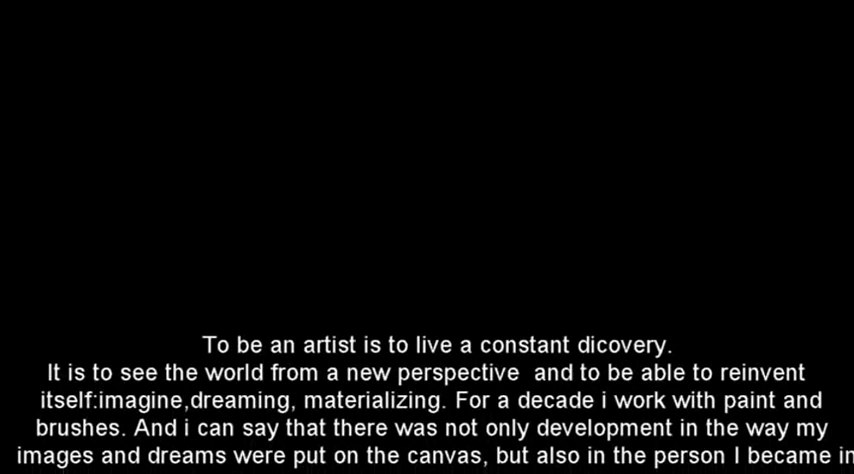 To be an artist is to live a constant dicovery.
It is to see the world from a new perspective  and to be able to reinvent
itself:imagine,dreaming, materializing. For a decade i work with paint and
brushes. And i can say that there was not only development in the way my
images and dreams were put on the canvas, but also in the person I became in